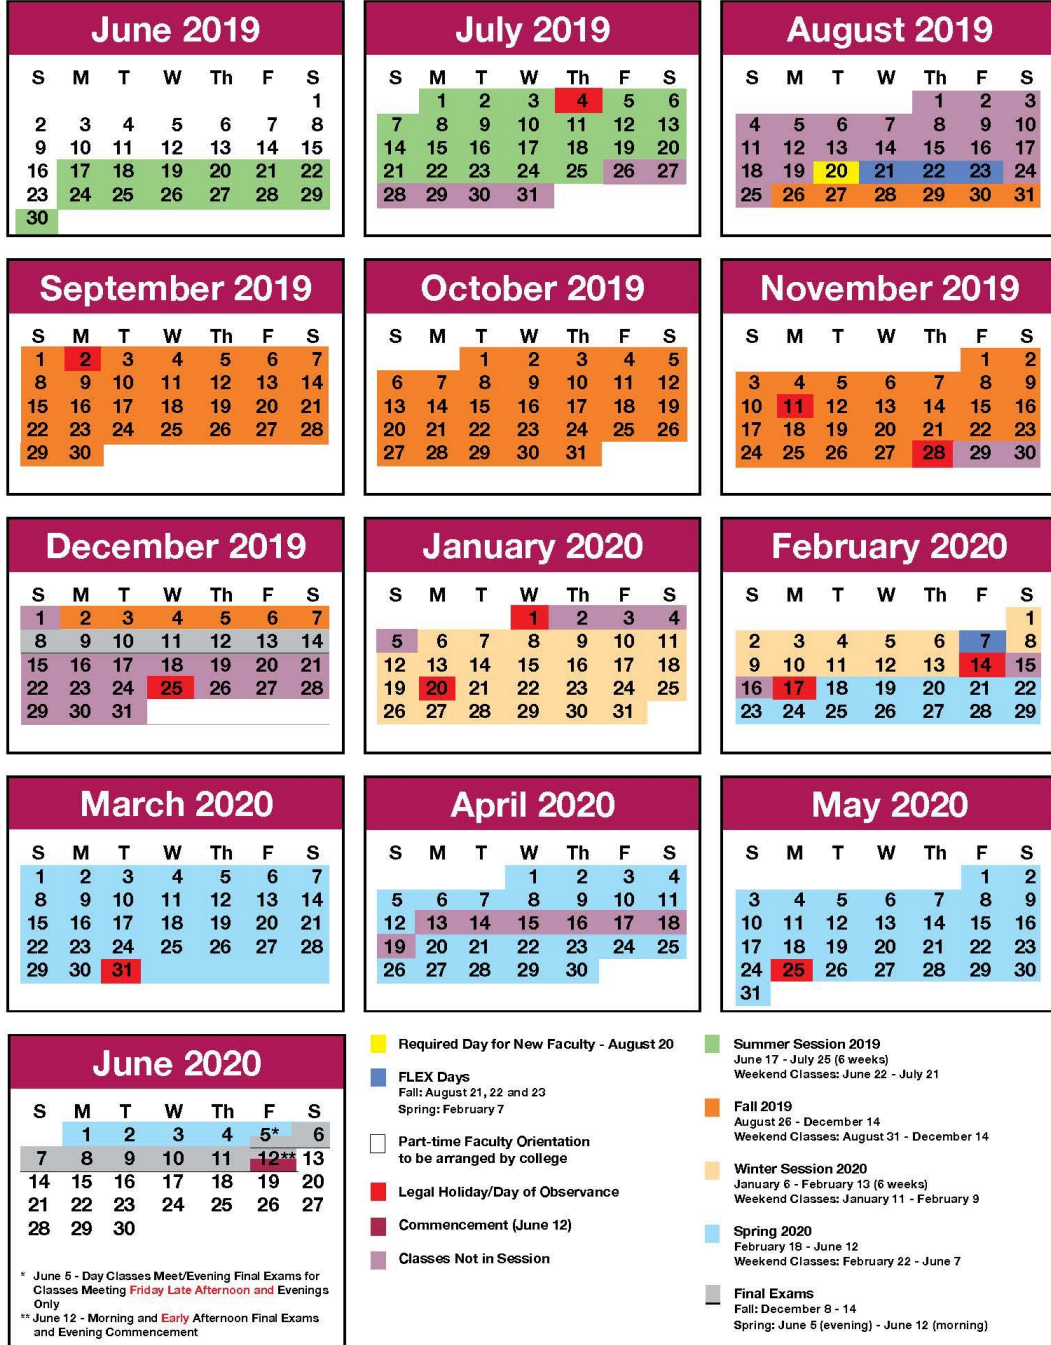 June 2019
S M T W Th F S
1
2 3 4 5 6 7 8
9 10 11 12 13 14 15
16 17 18 19 20 21 22
23 24 25 26 27 28 29
30
July 2019
S M T W Th F S
1 2 3 4 5 6
7 8 9 10 11 12 13
14 15 16 17 18 19 20
21 22 23 24 25 26 27
28 29 30 31
August 2019
S M T W Th F S
1 2 3
4 5 6 7 8 9 10
11 12 13 14 15 16 17
18 19 20 21 22 23 24
25 26 27 28 29 30 31
September 2019
S M T W Th F S
1 2 3 4 5 6 7
8 9 10 11 12 13 14
15 16 17 18 19 20 21
22 23 24 25 26 27 28
29 30
October 2019
S M T W Th F S
1 2 3 4 5
6 7 8 9 10 11 12
13 14 15 16 17 18 19
20 21 22 23 24 25 26
27 28 29 30 31
November 2019
S M T W Th F S
1 2
3 4 5 6 7 8 9
10 11 12 13 14 15 16
17 18 19 20 21 22 23
24 25 26 27 28 29 30
December 2019
S M T W Th F S
1 2 3 4 5 6 7
8 9 10 11 12 13 14
15 16 17 18 19 20 21
22 23 24 25 26 27 28
29 30 31
January 2020
S M T W Th F S
1 2 3 4
5 6 7 8 9 10 11
12 13 14 15 16 17 18
19 20 21 22 23 24 25
26 27 28 29 30 31
February 2020
S M T W Th F S
1
2 3 4 5 6 7 8
9 10 11 12 13 14 15
16 17 18 19 20 21 22
23 24 25 26 27 28 29
March 2020
S M T W Th F S
1 2 3 4 5 6 7
8 9 10 11 12 13 14
15 16 17 18 19 20 21
22 23 24 25 26 27 28
29 30 31
April 2020
S M T W Th F S
1 2 3 4
5 6 7 8 9 10 11
12 13 14 15 16 17 18
19 20 21 22 23 24 25
26 27 28 29 30
May 2020
S M T W Th F S
1 2
3 4 5 6 7 8 9
10 11 12 13 14 15 16
17 18 19 20 21 22 23
24 25 26 27 28 29 30
31
June 2020
S M T W Th F S
1 2 3 4 5* 6
7 8 9 10 11 12** 13
14 15 16 17 18 19 20
21 22 23 24 25 26 27
28 29 30
* June 5 - Day Classes Meet/Evening Final Exams for
Classes Meeting Friday Late Afternoon and Evenings
Only
** June 12 - Morning and Early Afternoon Final Exams
and Evening Commencement
Required Day for New Faculty - August 20
FLEX Days
Fall: August 21, 22 and 23
Spring: February 7
Part-time Faculty Orientation
to be arranged by college
Legal Holiday/Day of Observance
Commencement (June 12)
Classes Not in Session
Summer Session 2019
June 17 - July 25 (6 weeks)
Weekend Classes: June 22 - July 21
Fall 2019
August 26 - December 14
Weekend Classes: August 31 - December 14
Winter Session 2020
January 6 - February 13 (6 weeks)
Weekend Classes: January 11 - February 9
Spring 2020
February 18 - June 12
Weekend Classes: February 22 - June 7
Final Exams
Fall: December 8 - 14
Spring: June 5 (evening) - June 12 (morning)